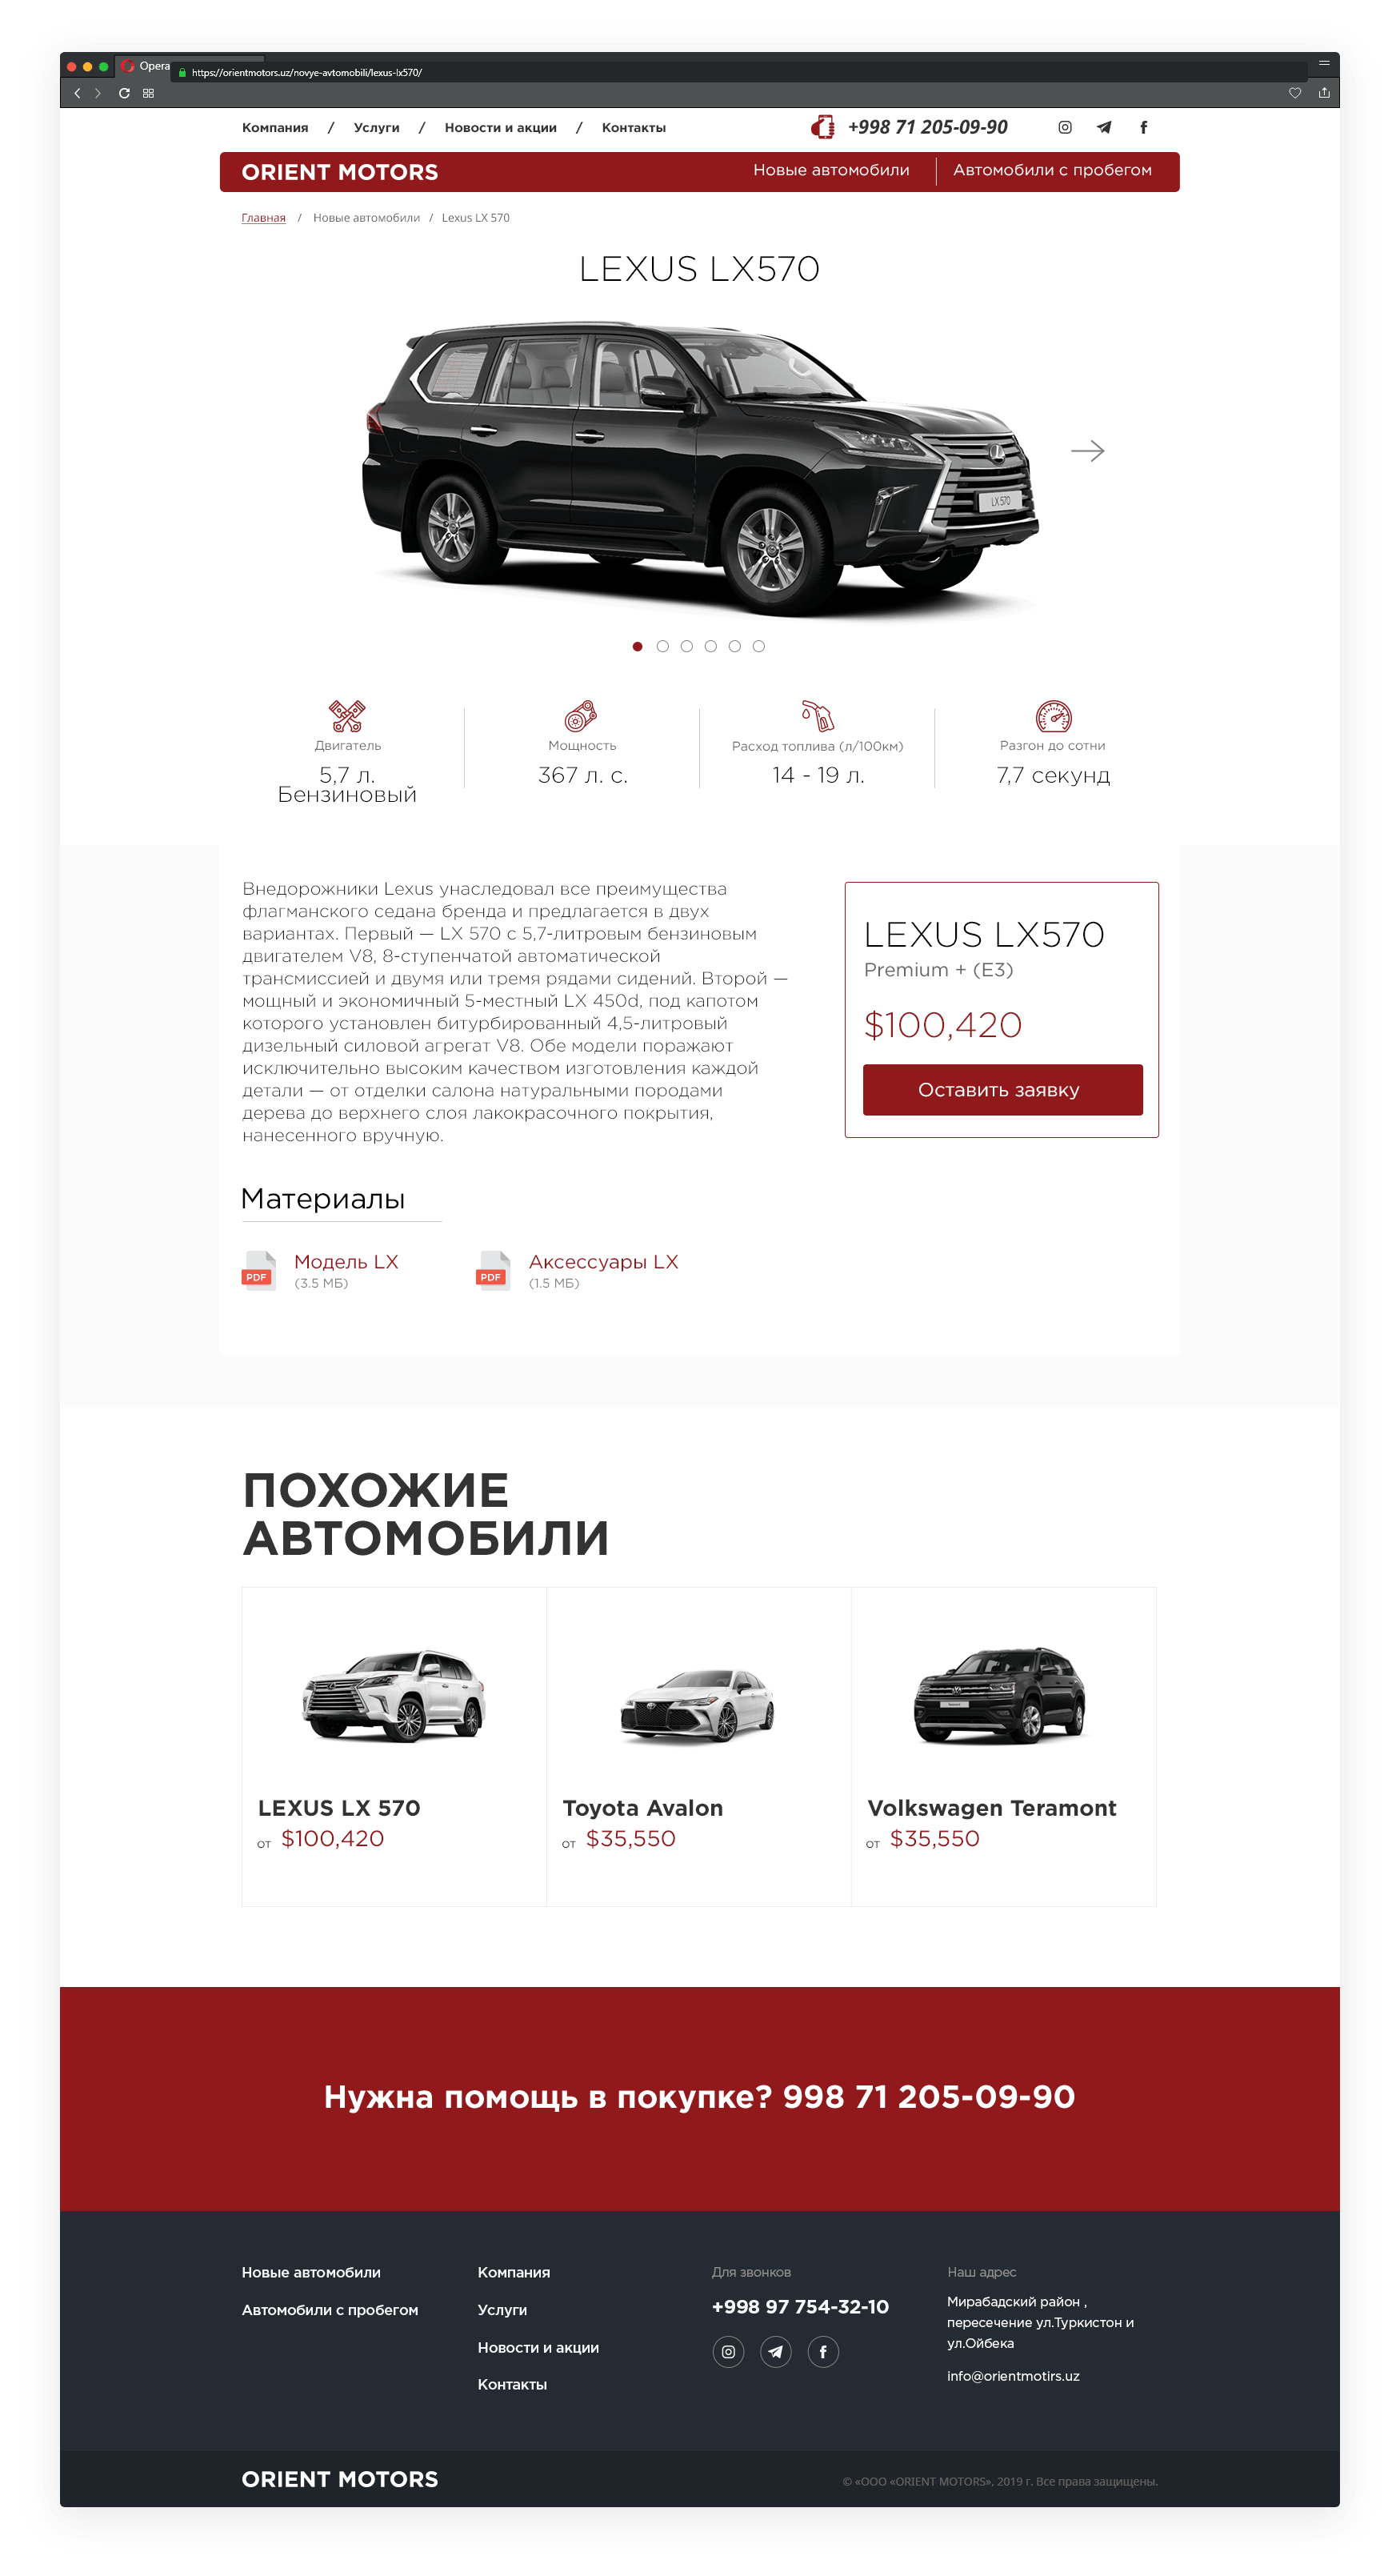 Opera
https://orientmotors.uz/novye-avtomobili/lexus-lx570/
Компания / Услуги / Новости и акции / Контакты
+998 71 205-09-90
ORIENT MOTORS
Новые автомобили
Автомобили с пробегом
Главная / Новые автомобили / Lexus LX 570
LEXUS LX570
LX 570
Двигатель
5,7 л.
Бензиновый
Мощность
367 л. с.
Расход топлива (л/100км)
14 - 19 л.
Разгон до сотни
7,7 секунд
Внедорожники Lexus унаследовал все преимущества
флагманского седана бренда и предлагается в двух
вариантах. Первый — LX 570 с 5,7-литровым бензиновым
двигателем V8, 8-ступенчатой автоматической
трансмиссией и двумя или тремя рядами сидений. Второй —
мощный и экономичный 5-местный LX 450d, под капотом
которого установлен битурбированный 4,5-литровый
дизельный силовой агрегат V8. Обе модели поражают
исключительно высоким качеством изготовления каждой
детали — от отделки салона натуральными породами
дерева до верхнего слоя лакокрасочного покрытия,
нанесенного вручную.
LEXUS LX570
Premium + (E3)
$100,420
Оставить заявку
Материалы
PDF
Модель LX
(3.5 МБ)
PDF
Аксессуары LX
(1.5 МБ)
ПОХОЖИЕ
АВТОМОБИЛИ
LEXUS LX 570
от $100,420
Toyota Avalon
от $35,550
Volkswagen Teramont
от $35,550
Нужна помощь в покупке? 998 71 205-09-90
Новые автомобили
Автомобили с пробегом
Компания
Услуги
Новости и акции
Контакты
Для звонков
+998 97 754-32-10
Наш адрес
Мирабадский район ,
пересечение ул.Туркистон и
ул.Ойбека
info@orientmotirs.uz
ORIENT MOTORS
© «ООО «ORIENT MOTORS», 2019 г. Все права защищены.